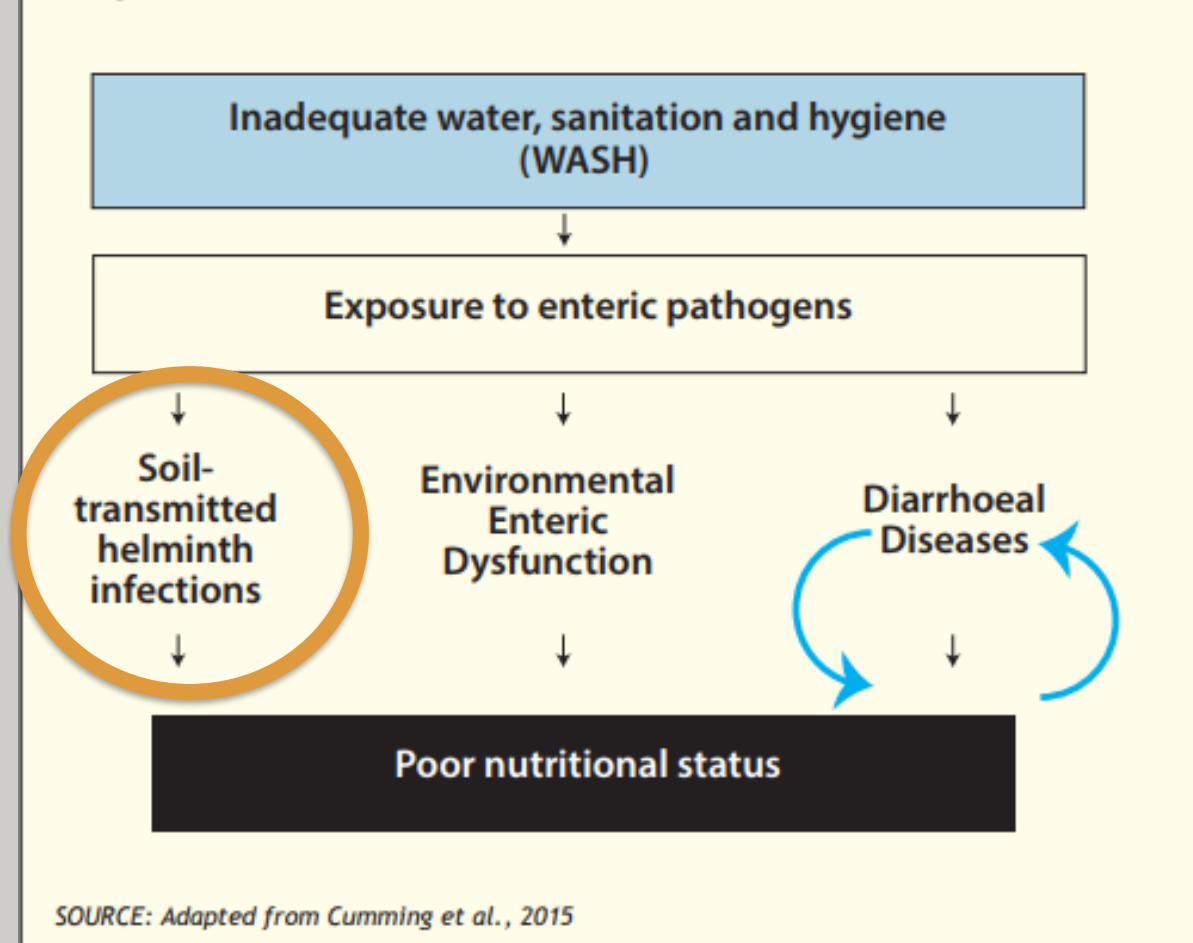 Inadequate water, sanitation and hygiene
(WASH)
Exposure to enteric pathogens
Soil-
transmitted
helminth
infections
Environmental
Enteric
Dysfunction
Diarrhoeal
Diseases
Poor nutritional status
SOURCE: Adapted from Cumming et al., 2015